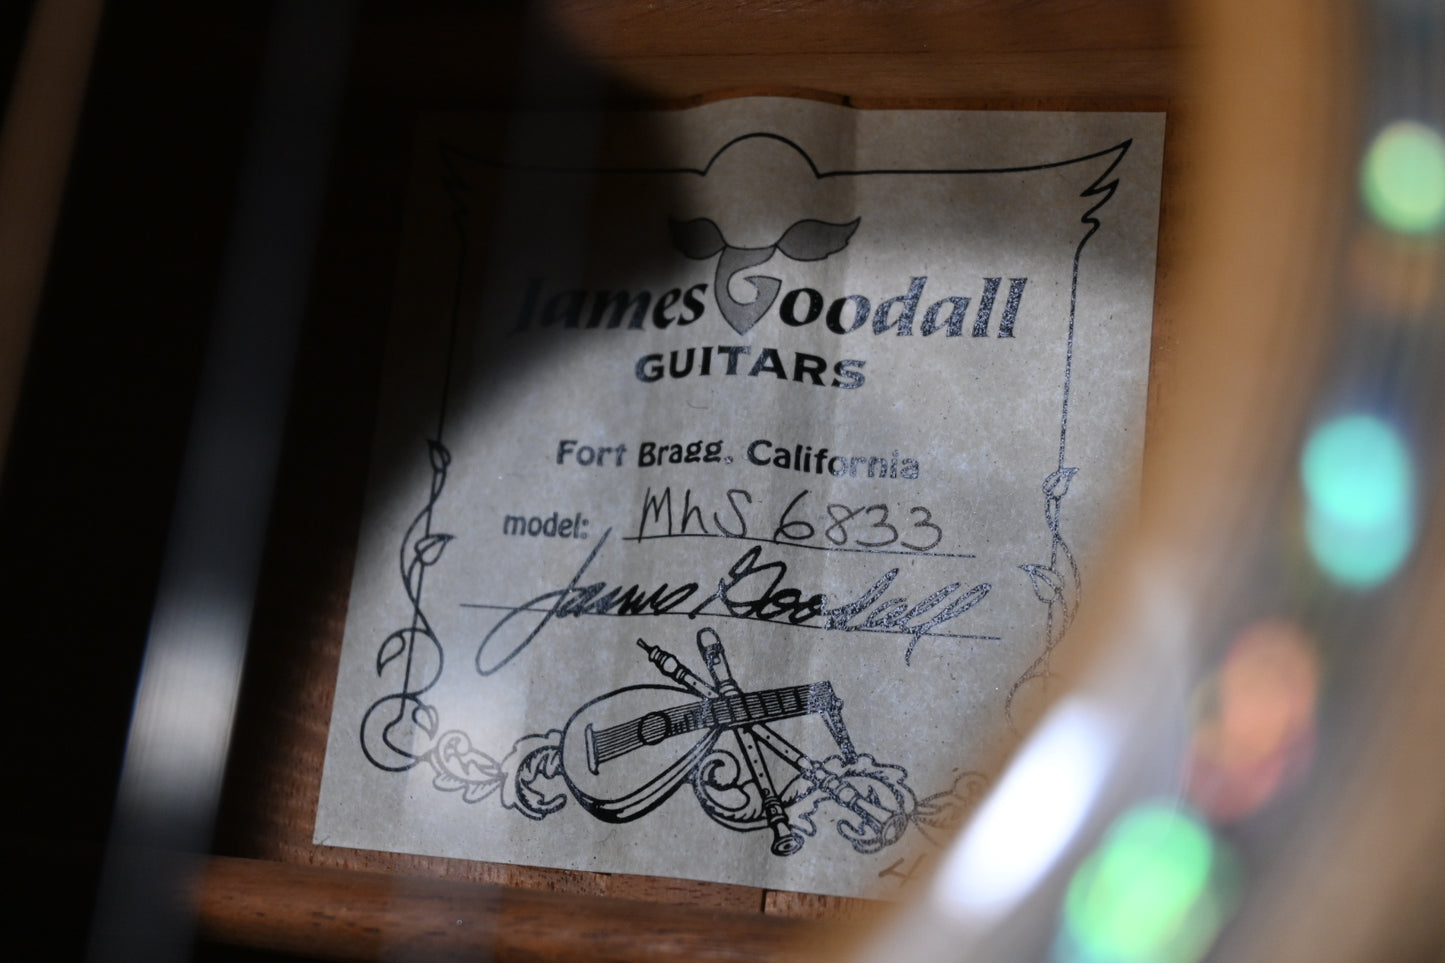 James Goodall
GUITARS
Fort Bragg, California
model: MhS 6833
James Goodall